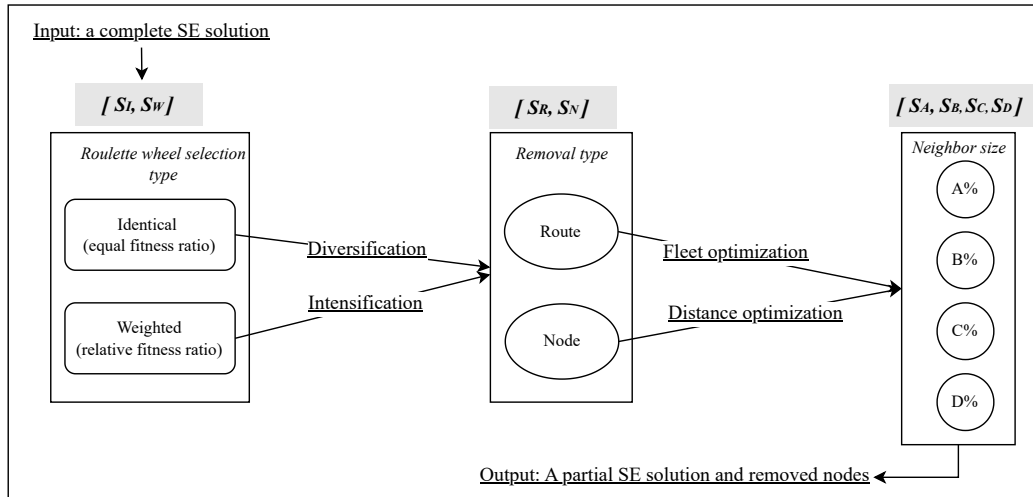 Input: a complete SE solution
[ SI, SW]
[ SR, SN]
[ SA, SB, SC, SD]
Roulette wheel selection
type
Removal type
Neighbor size
Identical
(equal fitness ratio)
Weighted
(relative fitness ratio)
Diversification
Intensification
Route
Node
Fleet optimization
Distance optimization
A%
B%
C%
D%
Output: A partial SE solution and removed nodes